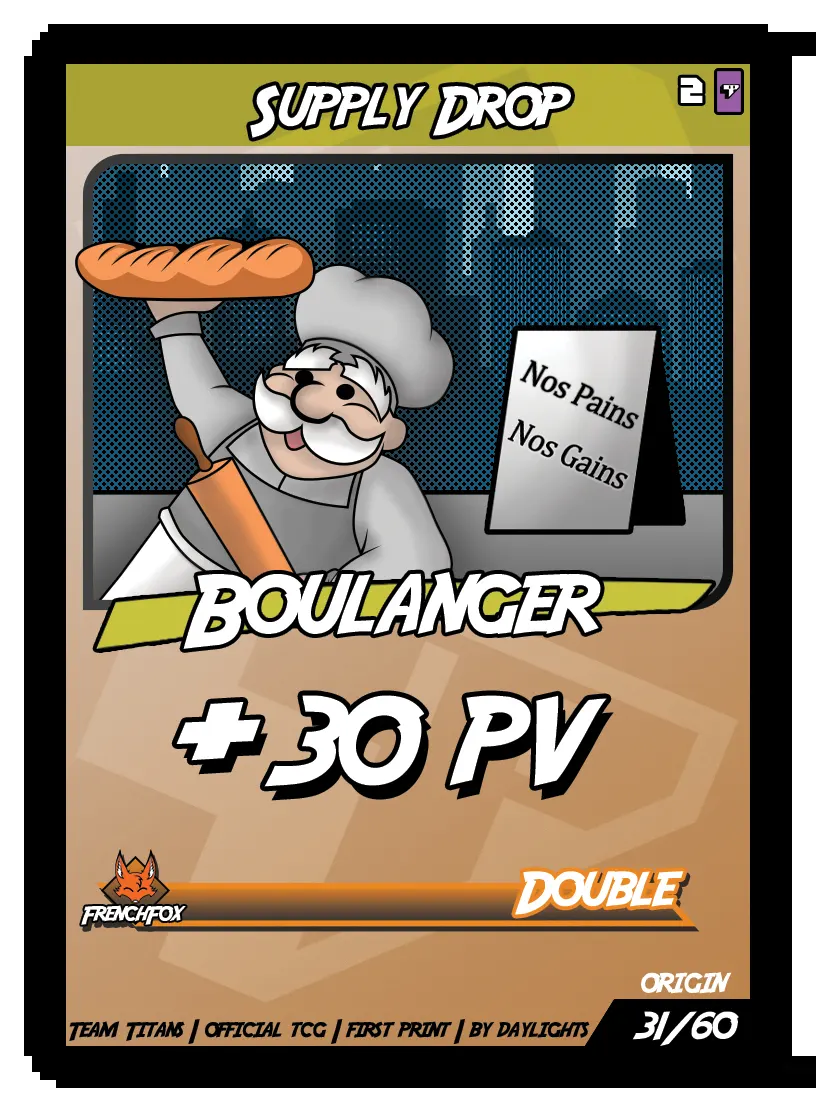 Supply Drop 2
Nos Pains
Nos Gains
Boulanger
+ 30 PV
FrenchFox
Double
Origin
31/60
Team Titans | Official TCG | First Print | By Daylights